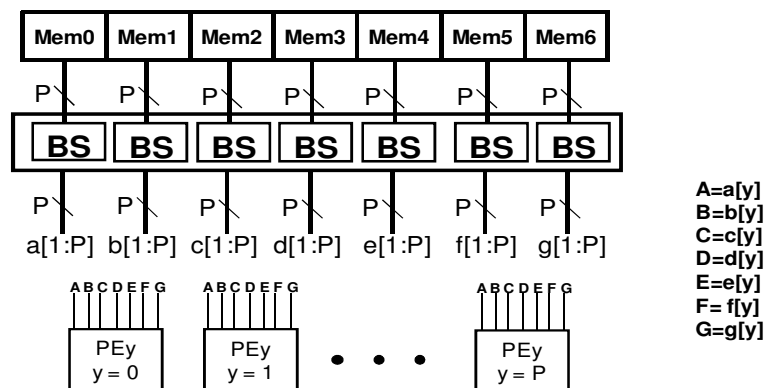 Mem0 Mem1 Mem2 Mem3 Mem4 Mem5 Mem6
P P P P P P P
BS BS BS BS BS BS BS
P P P P P P P
a[1:P] b[1:P] c[1:P] d[1:P] e[1:P] f[1:P] g[1:P]
A B C D E F G A B C D E F G A B C D E F G
PEy PEy PEy
y = 0 y = 1 y = P
A=a[y]
B=b[y]
C=c[y]
D=d[y]
E=e[y]
F= f[y]
G=g[y]